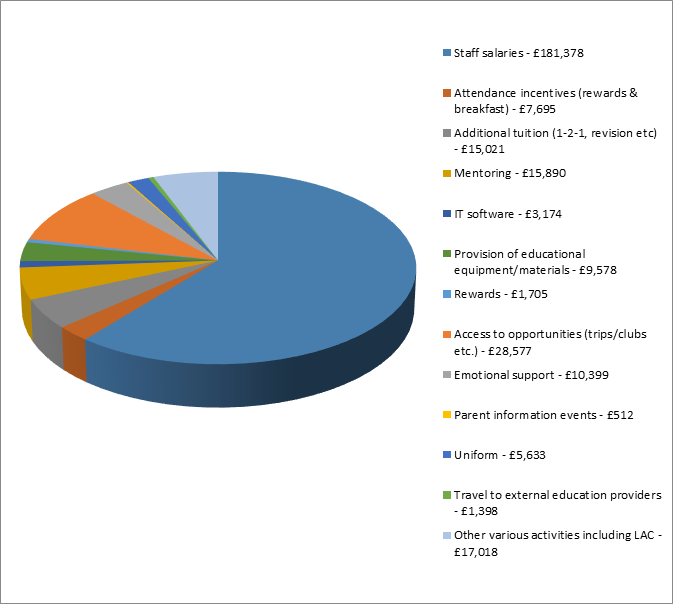 Staff salaries - £181,378
Attendance incentives (rewards &
breakfast) - £7,695
Additional tuition (1-2-1, revision etc)
- £15,021
Mentoring - £15,890
IT software - £3,174
Provision of educational
equipment/materials - £9,578
Rewards - £1,705
Access to opportunities (trips/clubs
etc.) - £28,577
Emotional support - £10,399
Parent information events - £512
Uniform - £5,633
Travel to external education providers
- £1,398
Other various activities including LAC -
£17,018